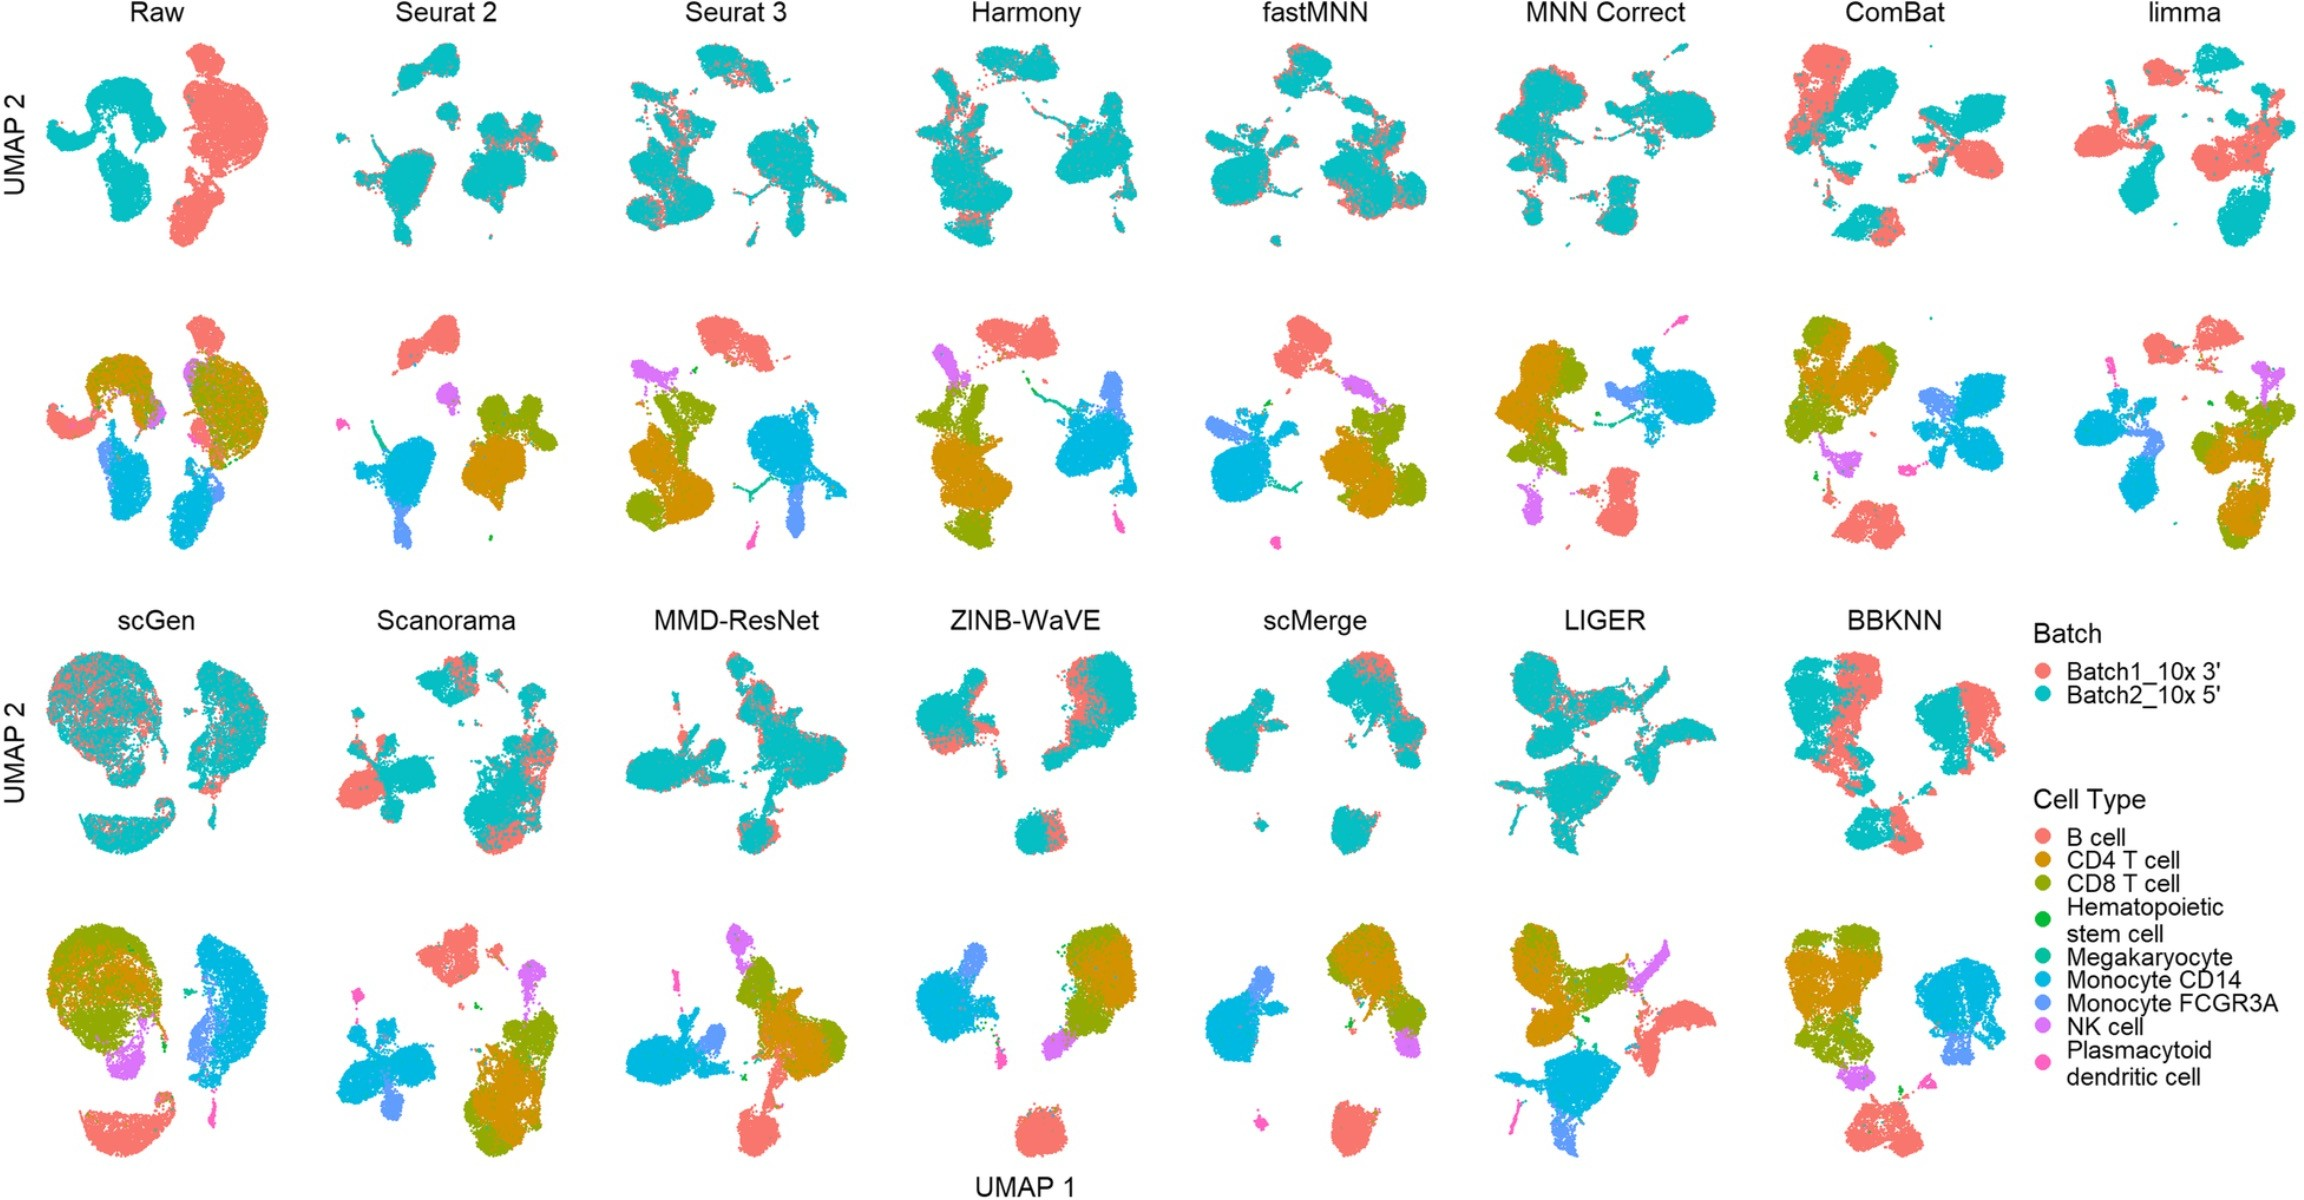 Raw
Seurat 2
Seurat 3
Harmony
fastMNN
MNN Correct
ComBat
limma
UMAP 2
scGen
Scanorama
MMD-ResNet
ZINB-WaVE
scMerge
LIGER
BBKNN
UMAP 2
Batch
Batch1_10x 3'
Batch2_10x 5'
Cell Type
B cell
CD4 T cell
CD8 T cell
Hematopoietic
stem cell
Megakaryocyte
Monocyte CD14
Monocyte FCGR3A
NK cell
Plasmacytoid
dendritic cell
UMAP 1